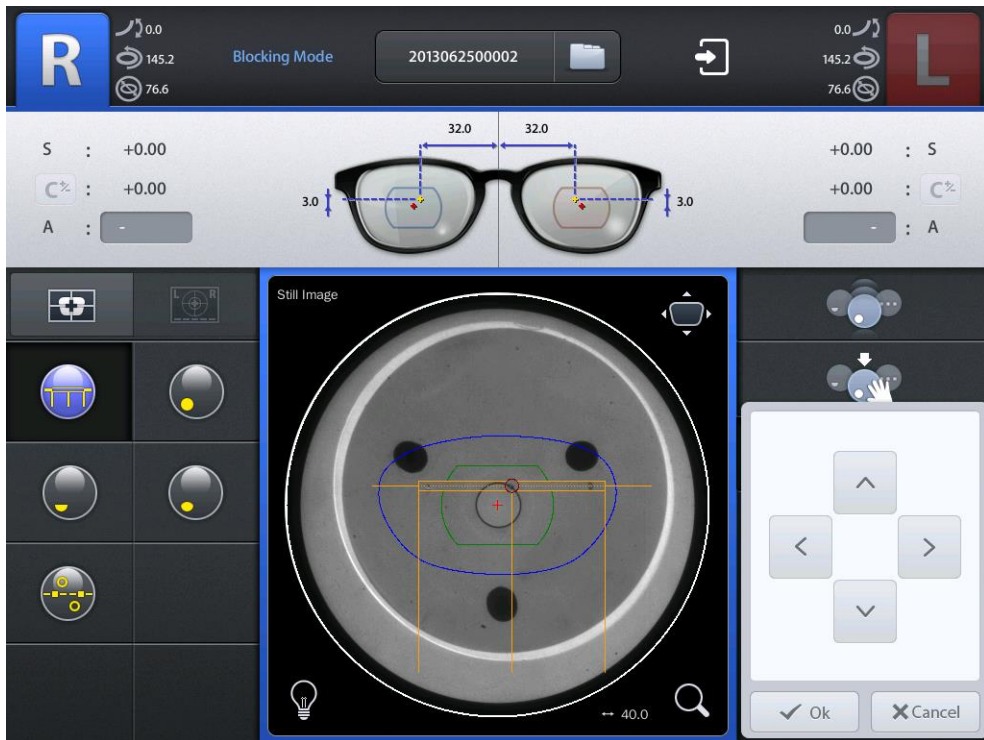 R
0.0
145.2
76.6
Blocking Mode
2013062500002
0.0
145.2
76.6
L
S : +0.00
C+/- : +0.00
A : -
32.0
32.0
3.0
3.0
+0.00 : S
+0.00 : C+/-
- : A
L R
Still Image
↔ 40.0
Ok
Cancel